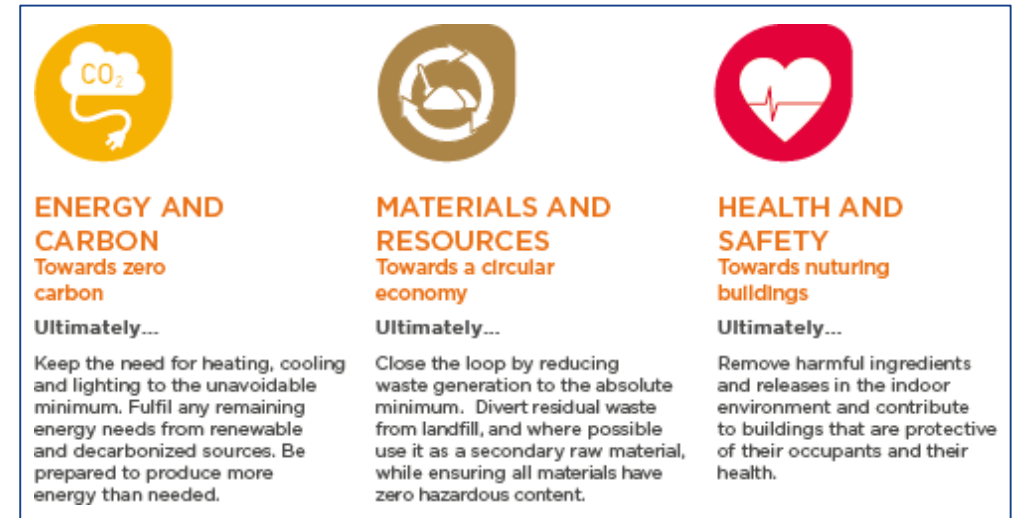 CO₂
ENERGY AND
CARBON
Towards zero
carbon
Ultimately...
Keep the need for heating, cooling
and lighting to the unavoidable
minimum. Fulfil any remaining
energy needs from renewable
and decarbonized sources. Be
prepared to produce more
energy than needed.
MATERIALS AND
RESOURCES
Towards a circular
economy
Ultimately...
Close the loop by reducing
waste generation to the absolute
minimum.  Divert residual waste
from landfill, and where possible
use it as a secondary raw material,
while ensuring all materials have
zero hazardous content.
HEALTH AND
SAFETY
Towards nuturing
buildings
Ultimately...
Remove harmful ingredients
and releases in the indoor
environment and contribute
to buildings that are protective
of their occupants and their
health.